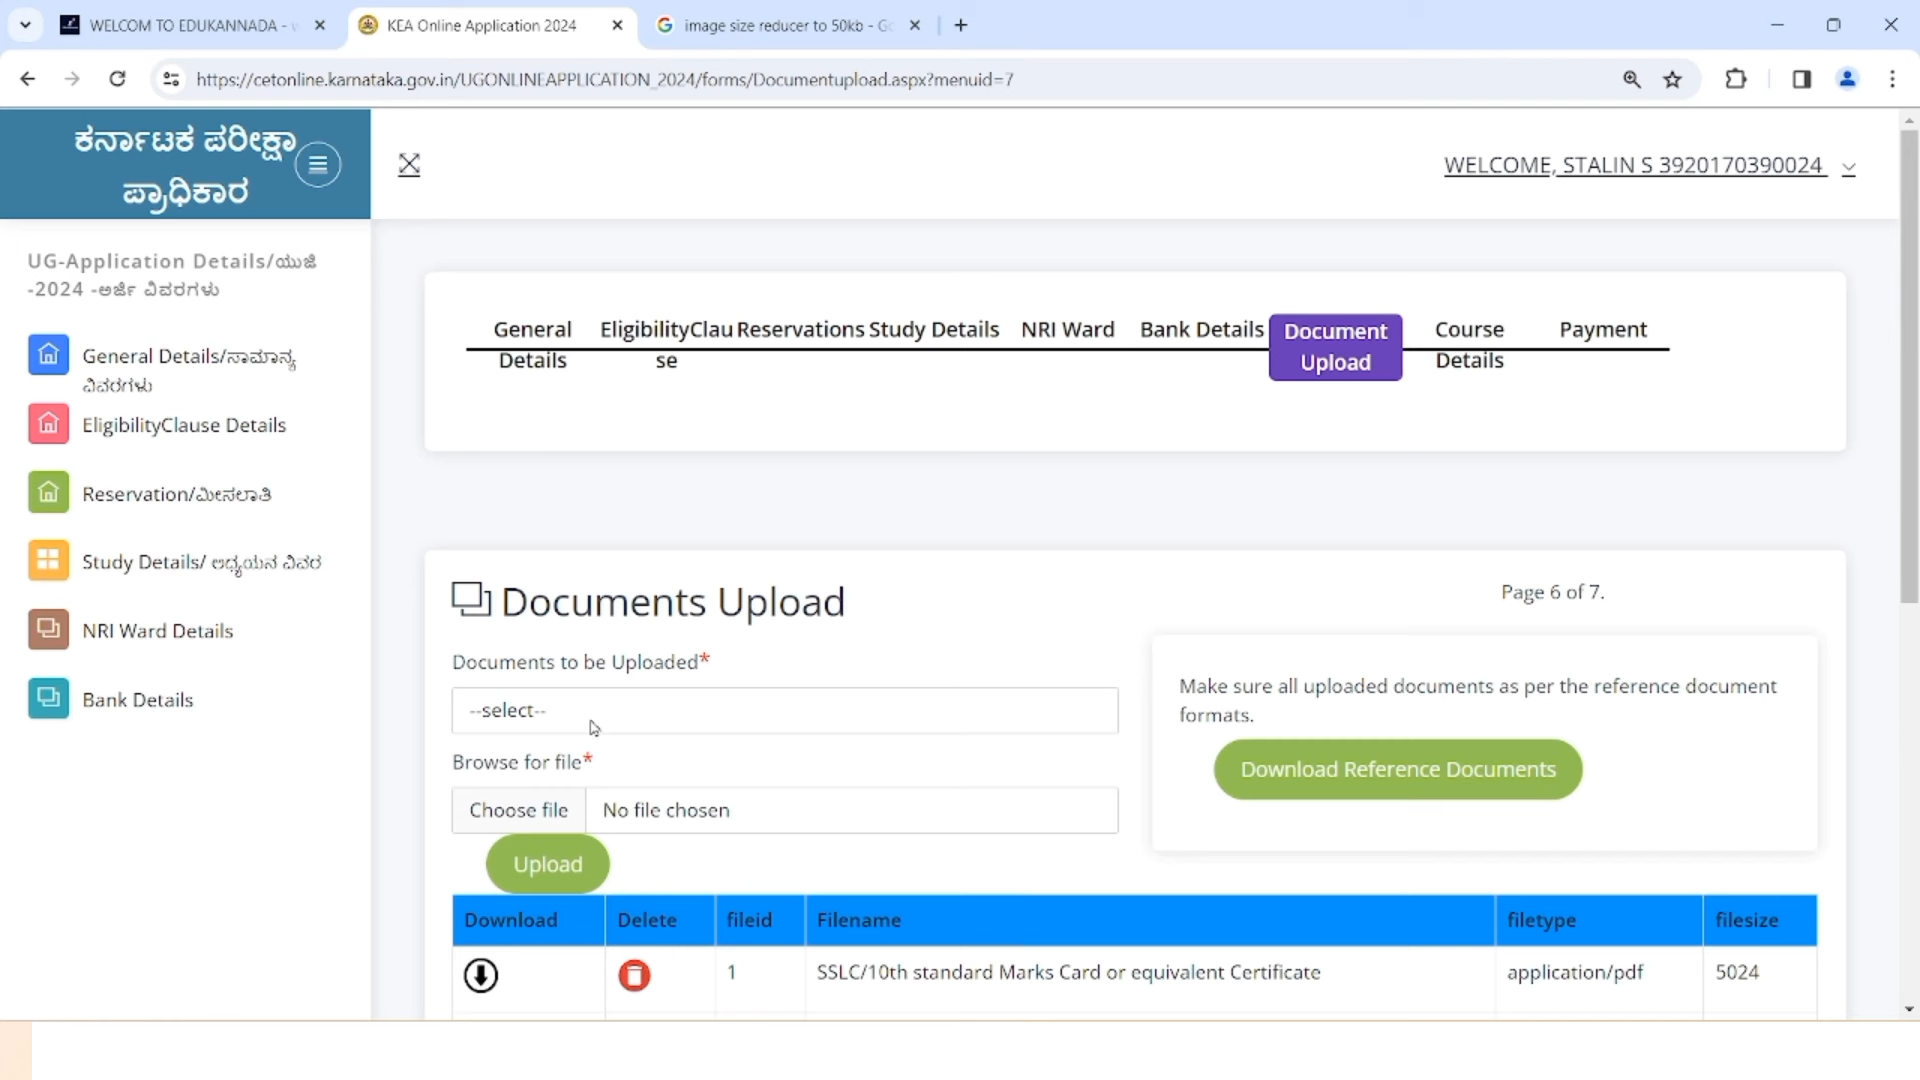 WELCOM TO EDUKANNADA -
KEA Online Application 2024
image size reducer to 50kb - Go
https://cetonline.karnataka.gov.in/UGONLINEAPPLICATION_2024/forms/Documentupload.aspx?menuid=7
ಕರ್ನಾಟಕ ಪರೀಕ್ಷಾ
ಪ್ರಾಧಿಕಾರ
WELCOME, STALIN S 3920170390024
UG-Application Details/ಯುಜಿ
-2024 -ಅರ್ಜಿ ವಿವರಗಳು
General Details/ಸಾಮಾನ್ಯ
ವಿವರಗಳು
EligibilityClause Details
Reservation/ಮೀಸಲಾತಿ
Study Details/ ಅಧ್ಯಯನ ವಿವರ
NRI Ward Details
Bank Details
General
Details
EligibilityClau
se
Reservations
Study Details
NRI Ward
Bank Details
Document
Upload
Course
Details
Payment
Documents Upload
Page 6 of 7.
Documents to be Uploaded*
--select--
Browse for file*
Choose file No file chosen
Upload
Make sure all uploaded documents as per the reference document
formats.
Download Reference Documents
Download Delete fileid Filename filetype filesize
1 SSLC/10th standard Marks Card or equivalent Certificate application/pdf 5024